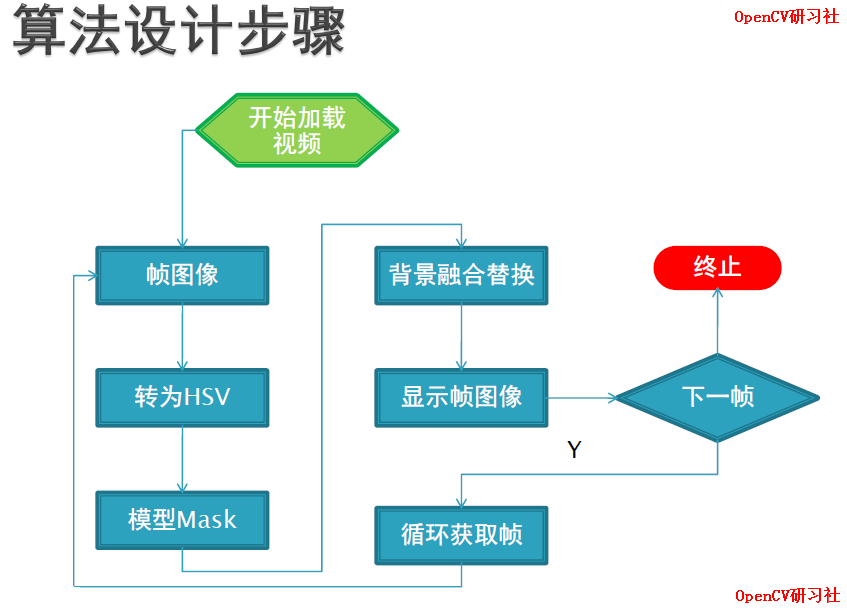 算法设计步骤
OpenCV研习社
开始加载
视频
帧图像
转为HSV
模型Mask
背景融合替换
显示帧图像
下一帧
终止
Y
循环获取帧
OpenCV研习社